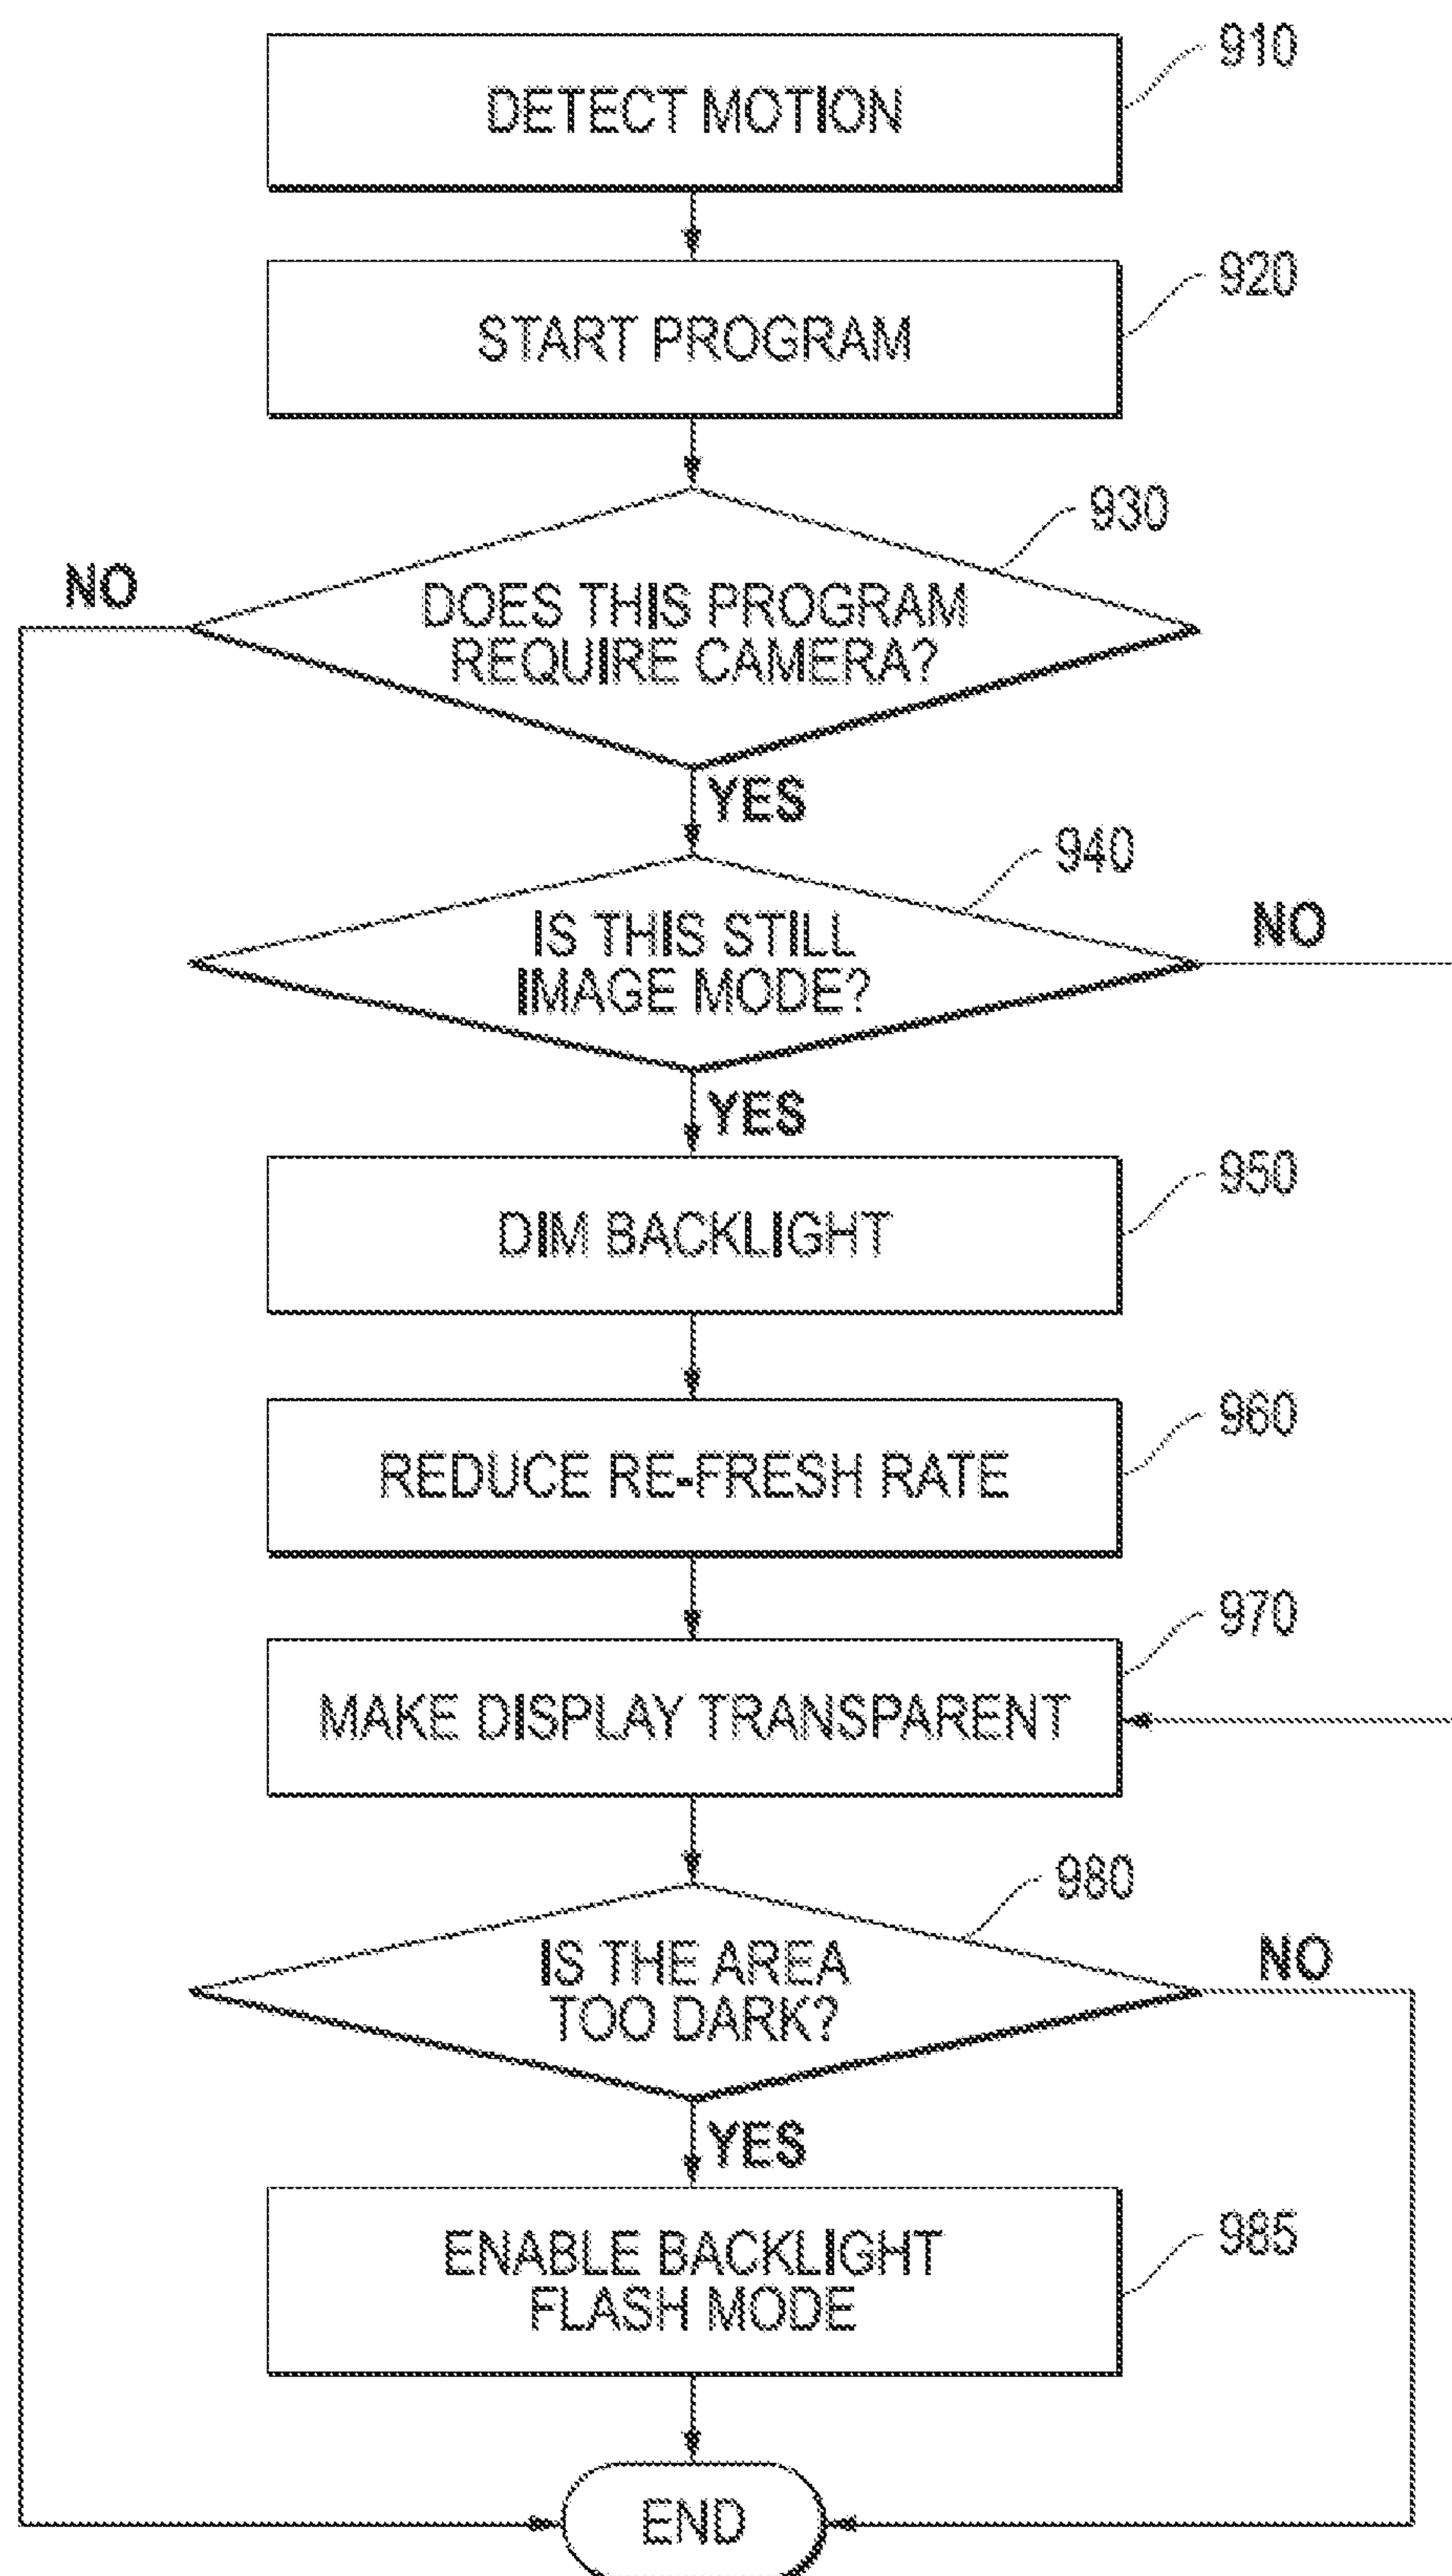 910
DETECT MOTION
920
START PROGRAM
930
NO
DOES THIS PROGRAM
REQUIRE CAMERA?
YES
940
NO
IS THIS STILL
IMAGE MODE?
YES
950
DIM BACKLIGHT
960
REDUCE RE-FRESH RATE
970
MAKE DISPLAY TRANSPARENT
980
NO
IS THE AREA
TOO DARK?
YES
985
ENABLE BACKLIGHT
FLASH MODE
END